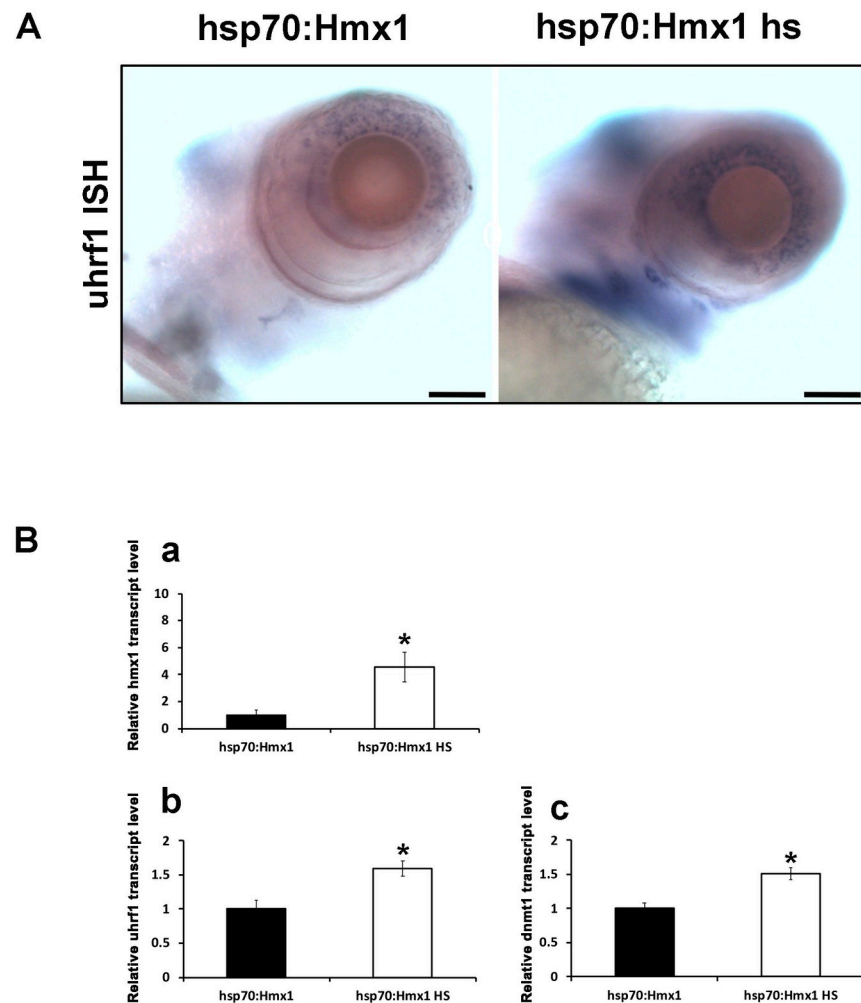 A
hsp70:Hmx1
hsp70:Hmx1 hs
uhrf1 ISH
B
a
Relative hmx1 transcript level
10
8
6
4
2
0
*
hsp70:Hmx1
hsp70:Hmx1 HS
b
Relative uhrf1 transcript level
2
1.5
1
0.5
0
*
hsp70:Hmx1
hsp70:Hmx1 HS
c
Relative dnmt1 transcript level
2
1.5
1
0.5
0
*
hsp70:Hmx1
hsp70:Hmx1 HS